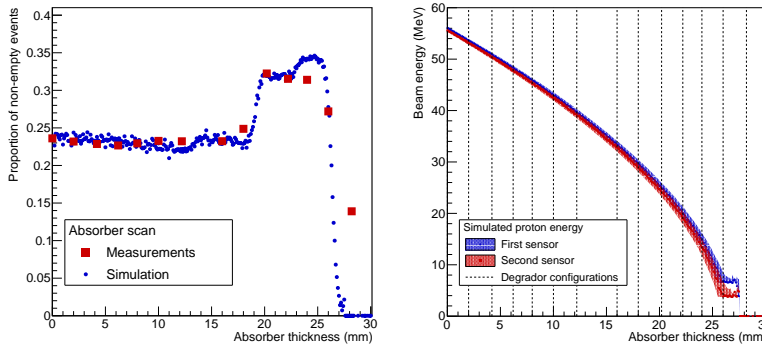 Proportion of non-empty events
0.4
0.35
0.3
0.25
0.2
0.15
0.1
0.05
0
Absorber scan
Measurements
Simulation
0 5 10 15 20 25 30
Absorber thickness (mm)
Beam energy (MeV)
60
50
40
30
20
10
0
Simulated proton energy
First sensor
Second sensor
Degrador configurations
0 5 10 15 20 25 30
Absorber thickness (mm)